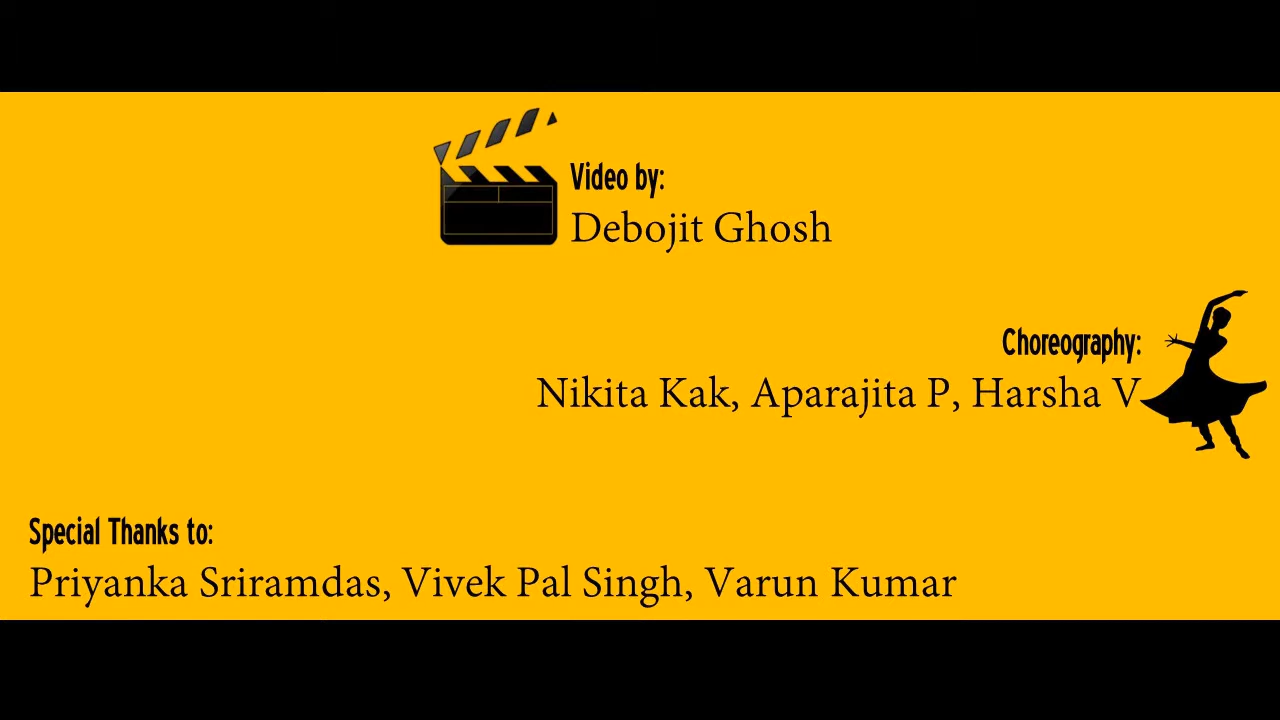 Video by:
Debojit Ghosh
Choreography:
Nikita Kak, Aparajita P, Harsha V
Special Thanks to:
Priyanka Sriramdas, Vivek Pal Singh, Varun Kumar